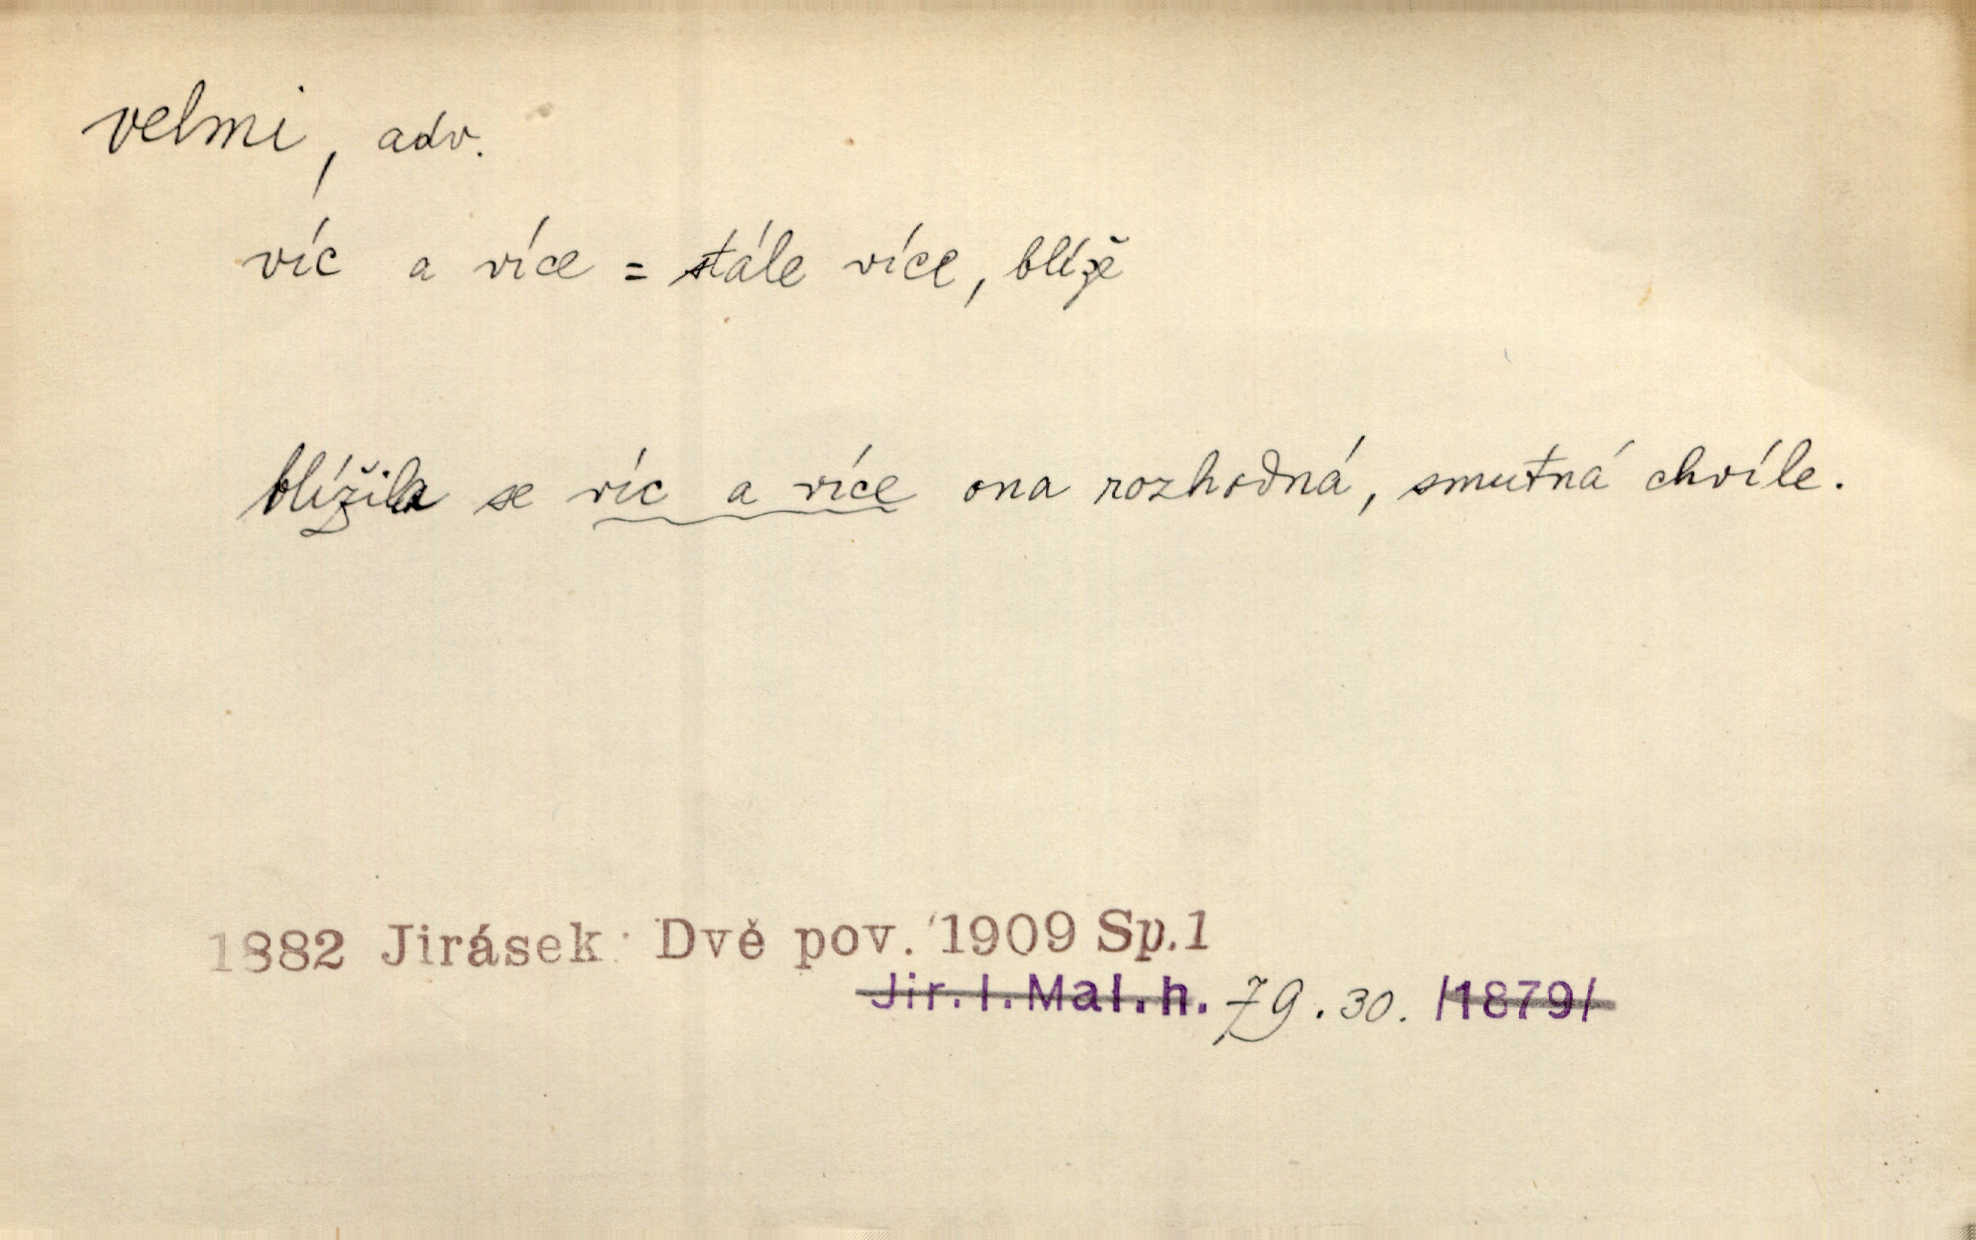 velmi, adv.
víc a více = stále více, blíže
blížila se víc a více ona rozhodná, smutná chvíle.
1882 Jirásek: Dvě pov. 1909 Sp.1
Jir. I. Mal. h. 79. 30. /1879/